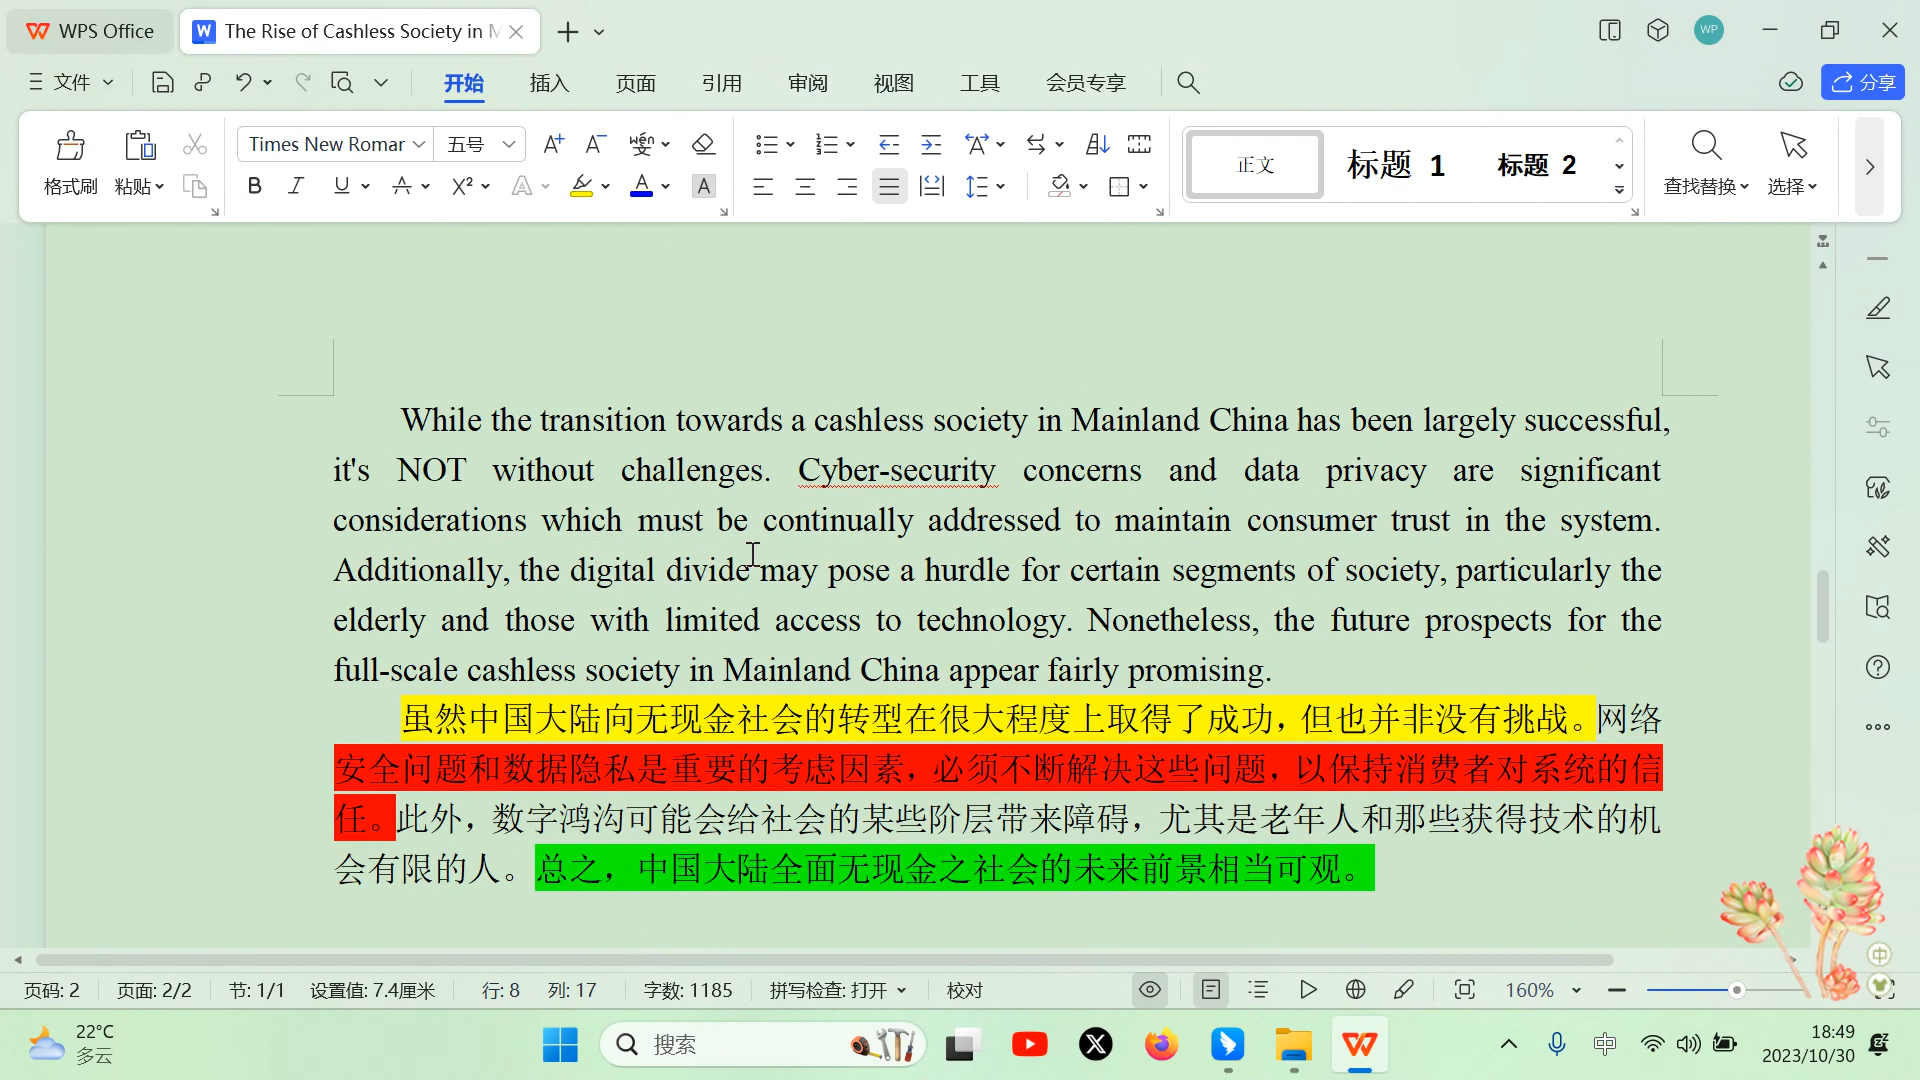 WPS Office
The Rise of Cashless Society in M
WP
文件
开始 插入 页面 引用 审阅 视图 工具 会员专享
分享
格式刷 粘贴
Times New Romar 五号
正文 标题 1 标题 2
查找替换 选择
While the transition towards a cashless society in Mainland China has been largely successful,
it's NOT without challenges. Cyber-security concerns and data privacy are significant
considerations which must be continually addressed to maintain consumer trust in the system.
Additionally, the digital divide may pose a hurdle for certain segments of society, particularly the
elderly and those with limited access to technology. Nonetheless, the future prospects for the
full-scale cashless society in Mainland China appear fairly promising.
虽然中国大陆向无现金社会的转型在很大程度上取得了成功，但也并非没有挑战。网络
安全问题和数据隐私是重要的考虑因素，必须不断解决这些问题，以保持消费者对系统的信
任。此外，数字鸿沟可能会给社会的某些阶层带来障碍，尤其是老年人和那些获得技术的机
会有限的人。总之，中国大陆全面无现金之社会的未来前景相当可观。
页码: 2 页面: 2/2 节: 1/1 设置值: 7.4厘米 行: 8 列: 17 字数: 1185 拼写检查: 打开 校对 160%
中
22°C
多云
搜索
中
18:49
2023/10/30